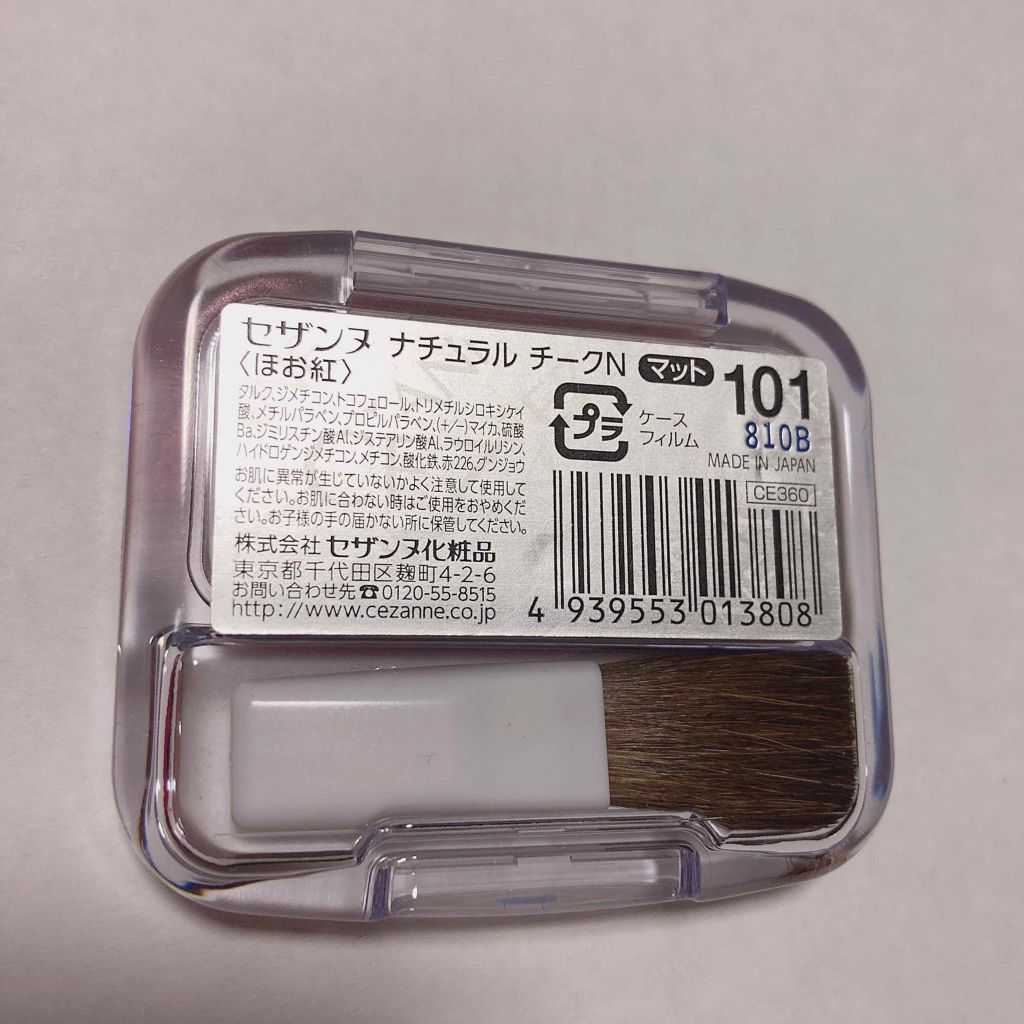 セザンヌ ナチュラル チークN マット 101
〈ほお紅〉
タルク､ジメチコン､トコフェロール､トリメチルシロキシケイ
酸､メチルパラベン､プロピルパラベン､(+/−)マイカ､硫酸
Ba､ジミリスチン酸Al､ジステアリン酸Al､ラウロイルリシン､
ハイドロゲンジメチコン､メチコン､酸化鉄､赤226､グンジョウ
お肌に異常が生じていないかよく注意して使用して
ください。お肌に合わない時はご使用をおやめくだ
さい。お子様の手の届かない所に保管してください。
株式会社 セザンヌ化粧品
東京都千代田区麹町4-2-6
お問い合わせ先☎0120-55-8515
http://www.cezanne.co.jp
プラ
ケース
フィルム
810B
MADE IN JAPAN
CE360
4 939553 013808